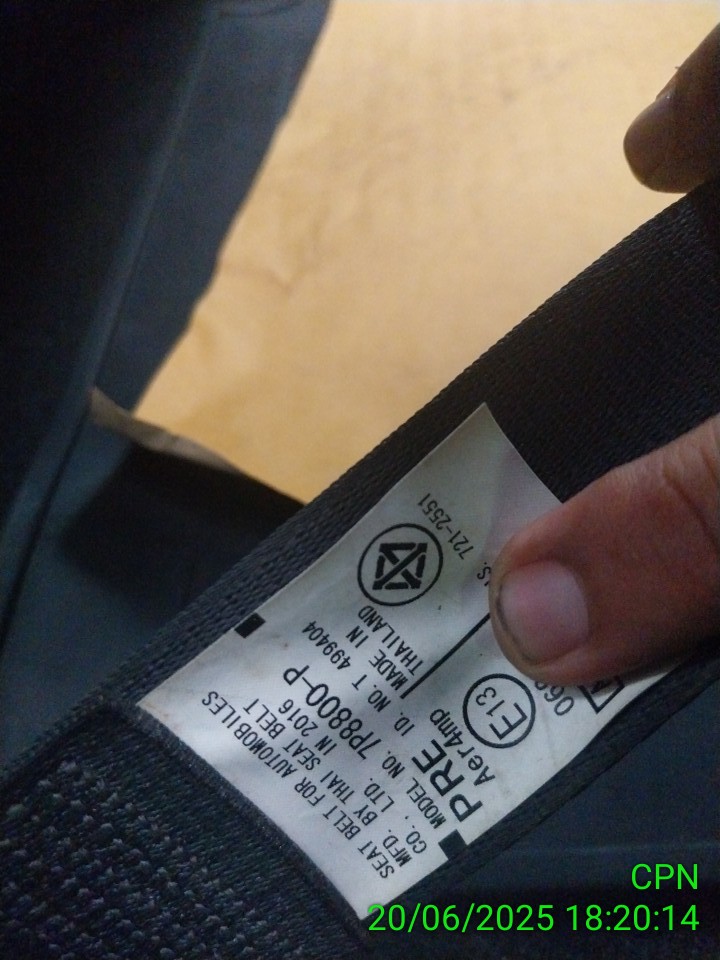 SEAT BELT FOR AUTOMOBILES
MFD. BY THAI SEAT BELT
CO., LTD. IN 2016
MODEL NO. 7P8800-P
PRE ID. NO. T 499404
Aer4mp
MADE IN
THAILAND
E13
721-2551
CPN
20/06/2025 18:20:14